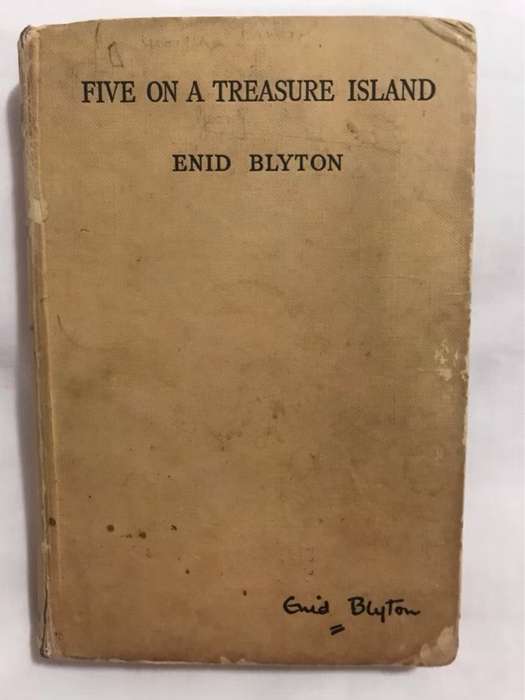 FIVE ON A TREASURE ISLAND
ENID BLYTON
Enid Blyton